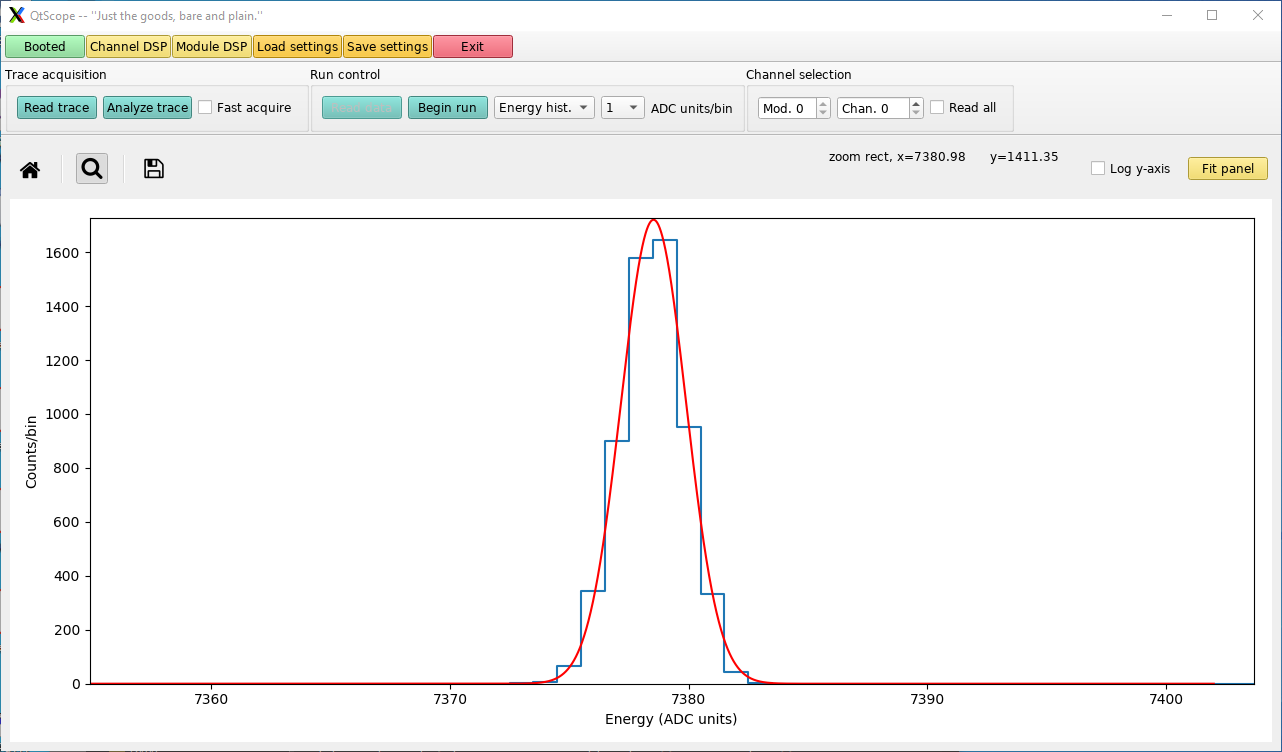 QtScope -- ''Just the goods, bare and plain.''
Booted Channel DSP Module DSP Load settings Save settings Exit
Trace acquisition Run control Channel selection
Read trace Analyze trace Fast acquire Read data Begin run Energy hist. 1 ADC units/bin Mod. 0 Chan. 0 Read all
zoom rect, x=7380.98 y=1411.35
Log y-axis Fit panel
1600
1400
1200
1000
800
600
400
200
0
Counts/bin
7360 7370 7380 7390 7400
Energy (ADC units)